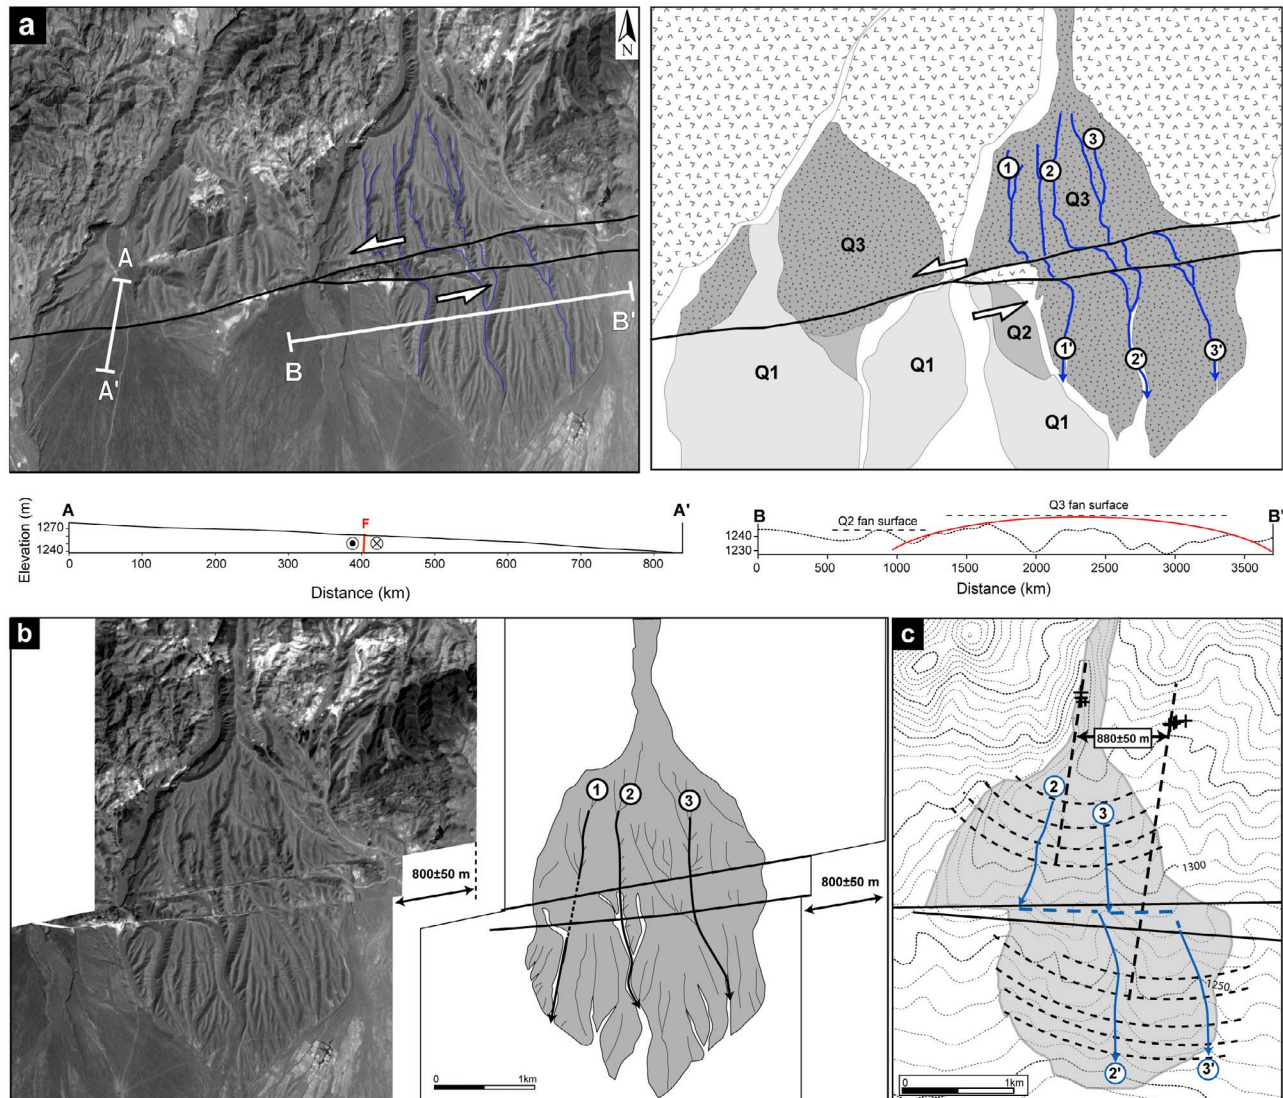 a
N
A
A'
B
B'
1
2
3
Q3
Q3
Q2
Q1
Q1
Q1
1'
2'
3'
A
A'
F
Elevation (m)
1270
1240
0
100
200
300
400
500
600
700
800
Distance (km)
B
B'
Q3 fan surface
Q2 fan surface
1240
1230
0
500
1000
1500
2000
2500
3000
3500
Distance (km)
b
800±50 m
1
2
3
800±50 m
0
1km
c
880±50 m
2
3
1300
1250
2'
3'
0
1km